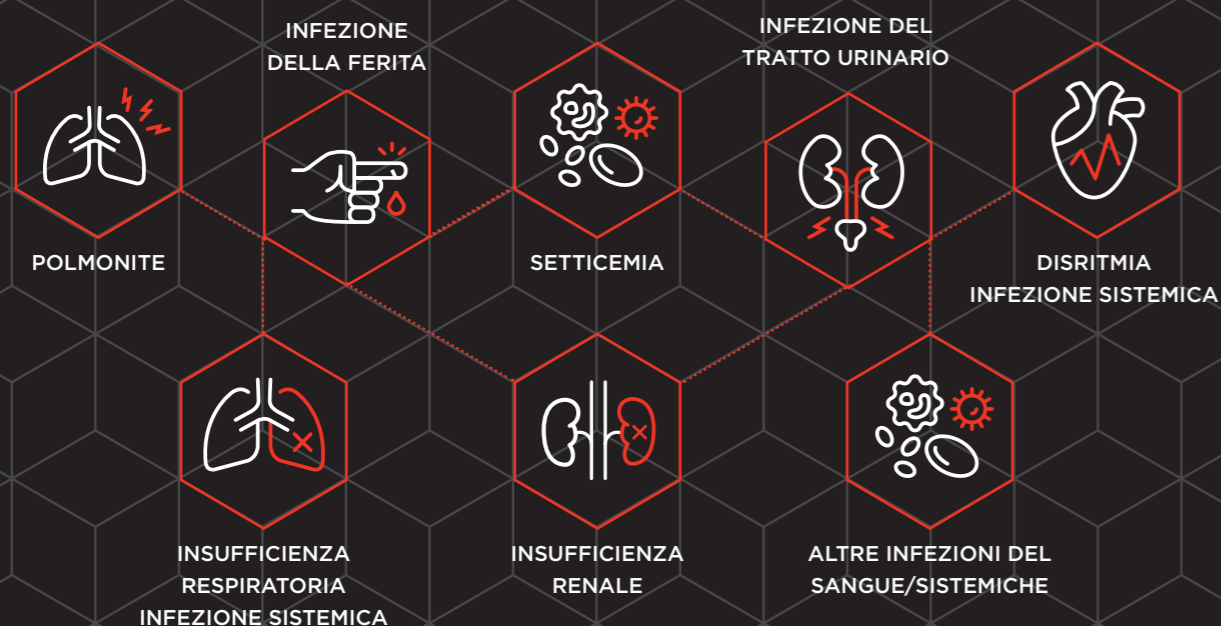 INFEZIONE
DELLA FERITA
INFEZIONE DEL
TRATTO URINARIO
POLMONITE
SETTICEMIA
DISRITMIA
INFEZIONE SISTEMICA
INSUFFICIENZA
RESPIRATORIA
INFEZIONE SISTEMICA
INSUFFICIENZA
RENALE
ALTRE INFEZIONI DEL
SANGUE/SISTEMICHE